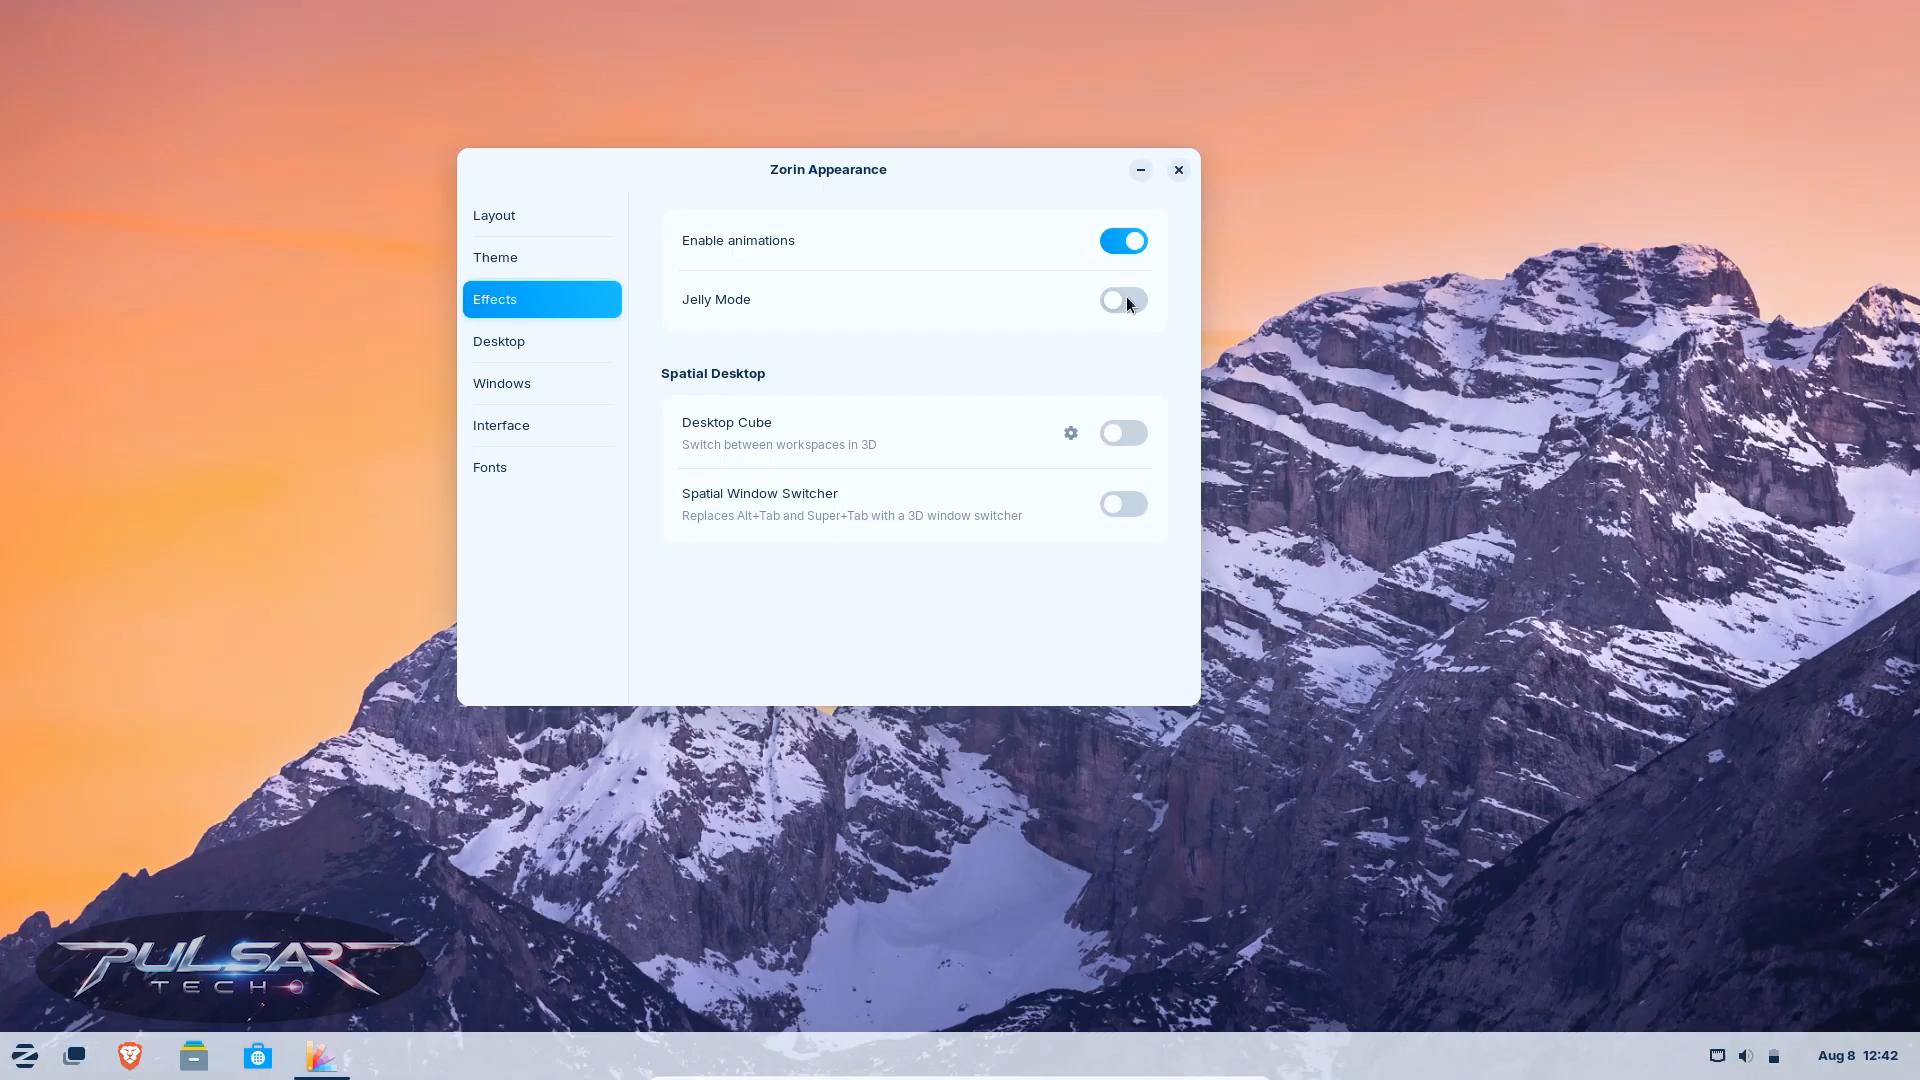 Zorin Appearance
Layout
Theme
Effects
Desktop
Windows
Interface
Fonts
Enable animations
Jelly Mode
Spatial Desktop
Desktop Cube
Switch between workspaces in 3D
Spatial Window Switcher
Replaces Alt+Tab and Super+Tab with a 3D window switcher
PULSAR
TECH
Aug 8 12:42